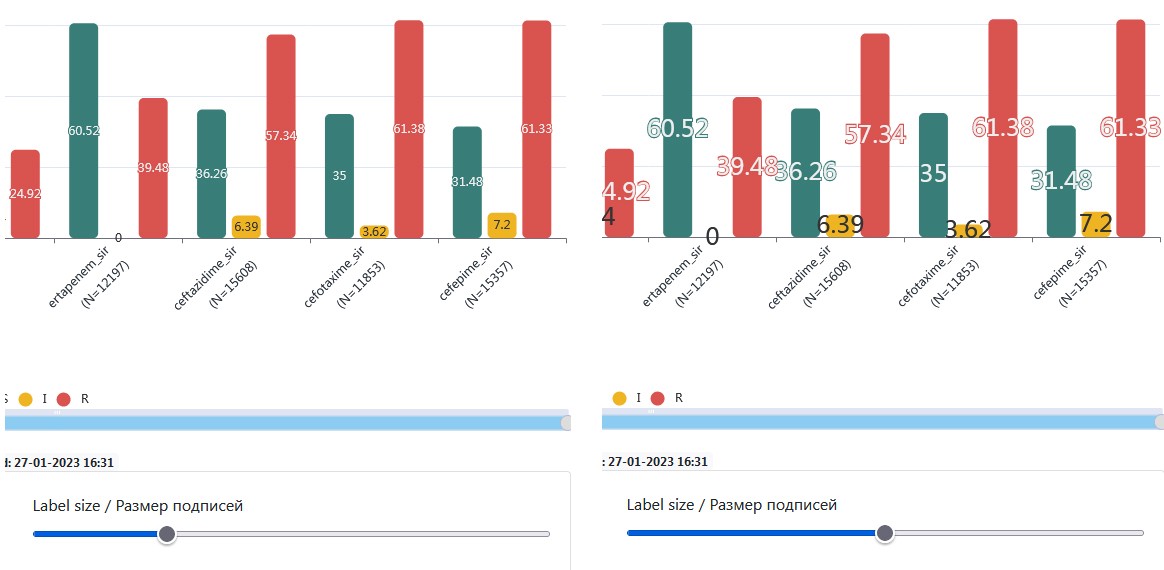 60.52
39.48
57.34
61.38
61.33
36.26
35
31.48
24.92
6.39
3.62
7.2
0
ertapenem_sir
(N=12197)
ceftazidime_sir
(N=15608)
cefotaxime_sir
(N=11853)
cefepime_sir
(N=15357)
S I R
d: 27-01-2023 16:31
Label size / Размер подписей
60.52
39.48
36.26
57.34
61.38
61.33
35
31.48
4.92
4
0
6.39
3.62
7.2
ertapenem_sir
(N=12197)
ceftazidime_sir
(N=15608)
cefotaxime_sir
(N=11853)
cefepime_sir
(N=15357)
I R
: 27-01-2023 16:31
Label size / Размер подписей